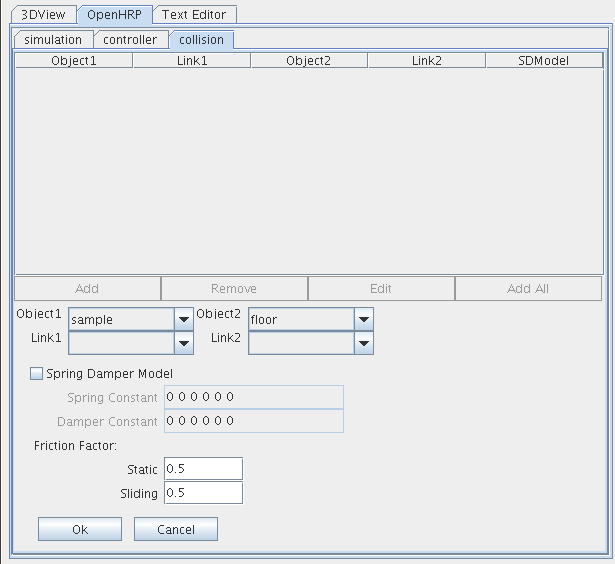 3DView OpenHRP Text Editor
simulation controller collision
Object1 Link1 Object2 Link2 SDModel
Add Remove Edit Add All
Object1 sample Object2 floor
Link1 Link2
Spring Damper Model
Spring Constant 0 0 0 0 0 0
Damper Constant 0 0 0 0 0 0
Friction Factor:
Static 0.5
Sliding 0.5
Ok Cancel